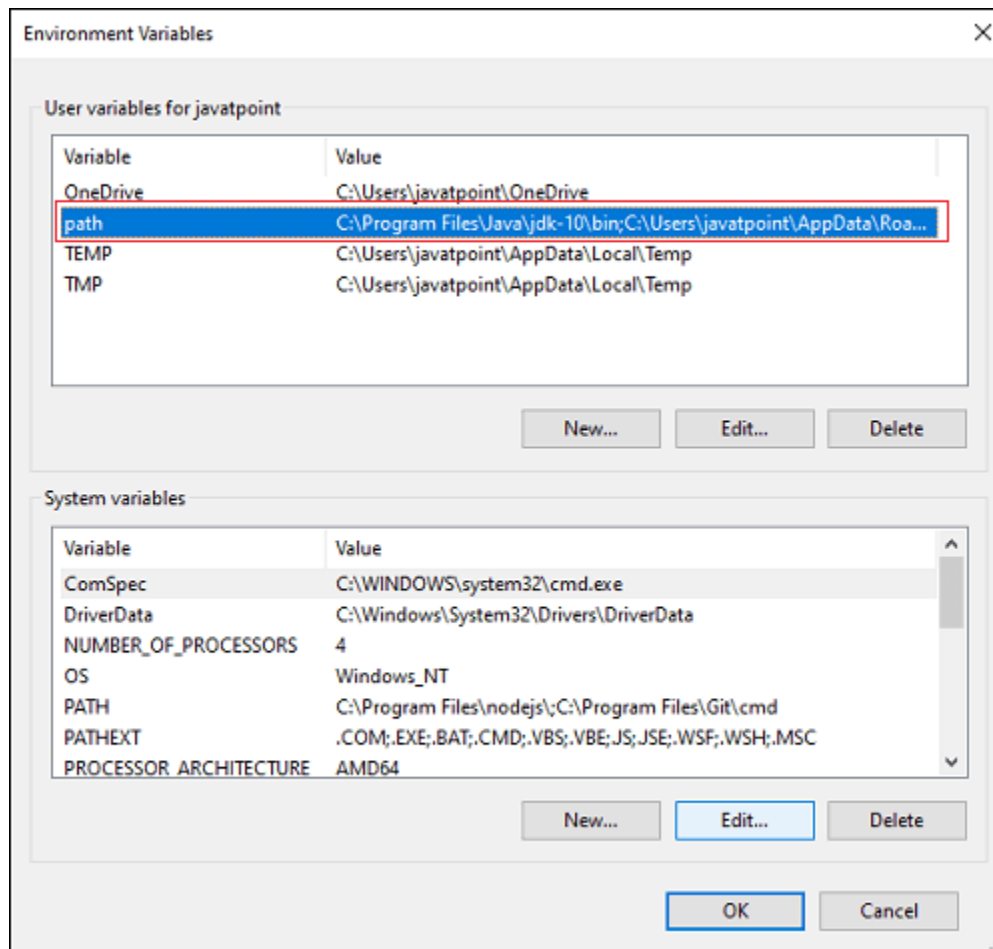 Environment Variables
User variables for javatpoint
Variable Value
OneDrive C:\Users\javatpoint\OneDrive
path C:\Program Files\Java\jdk-10\bin;C:\Users\javatpoint\AppData\Roa...
TEMP C:\Users\javatpoint\AppData\Local\Temp
TMP C:\Users\javatpoint\AppData\Local\Temp
New... Edit... Delete
System variables
Variable Value
ComSpec C:\WINDOWS\system32\cmd.exe
DriverData C:\Windows\System32\Drivers\DriverData
NUMBER_OF_PROCESSORS 4
OS Windows_NT
PATH C:\Program Files\nodejs\;C:\Program Files\Git\cmd
PATHEXT .COM;.EXE;.BAT;.CMD;.VBS;.VBE;.JS;.JSE;.WSF;.WSH;.MSC
PROCESSOR_ARCHITECTURE AMD64
New... Edit... Delete
OK Cancel